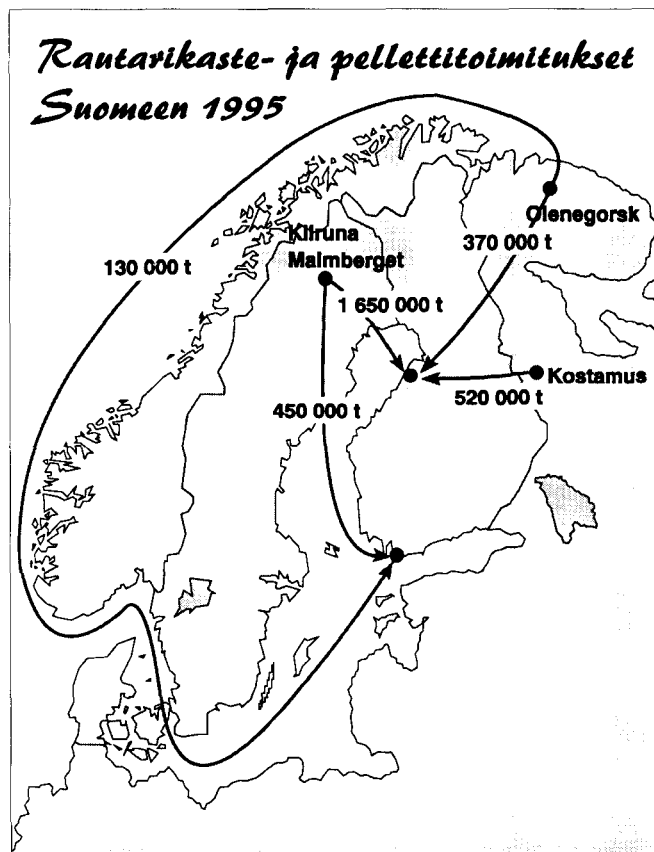 Rautarikaste- ja pellettitoimitukset
Suomeen 1995
Kiiruna
Malmberget
Olenegorsk
130 000 t
370 000 t
1 650 000 t
Kostamus
450 000 t
520 000 t